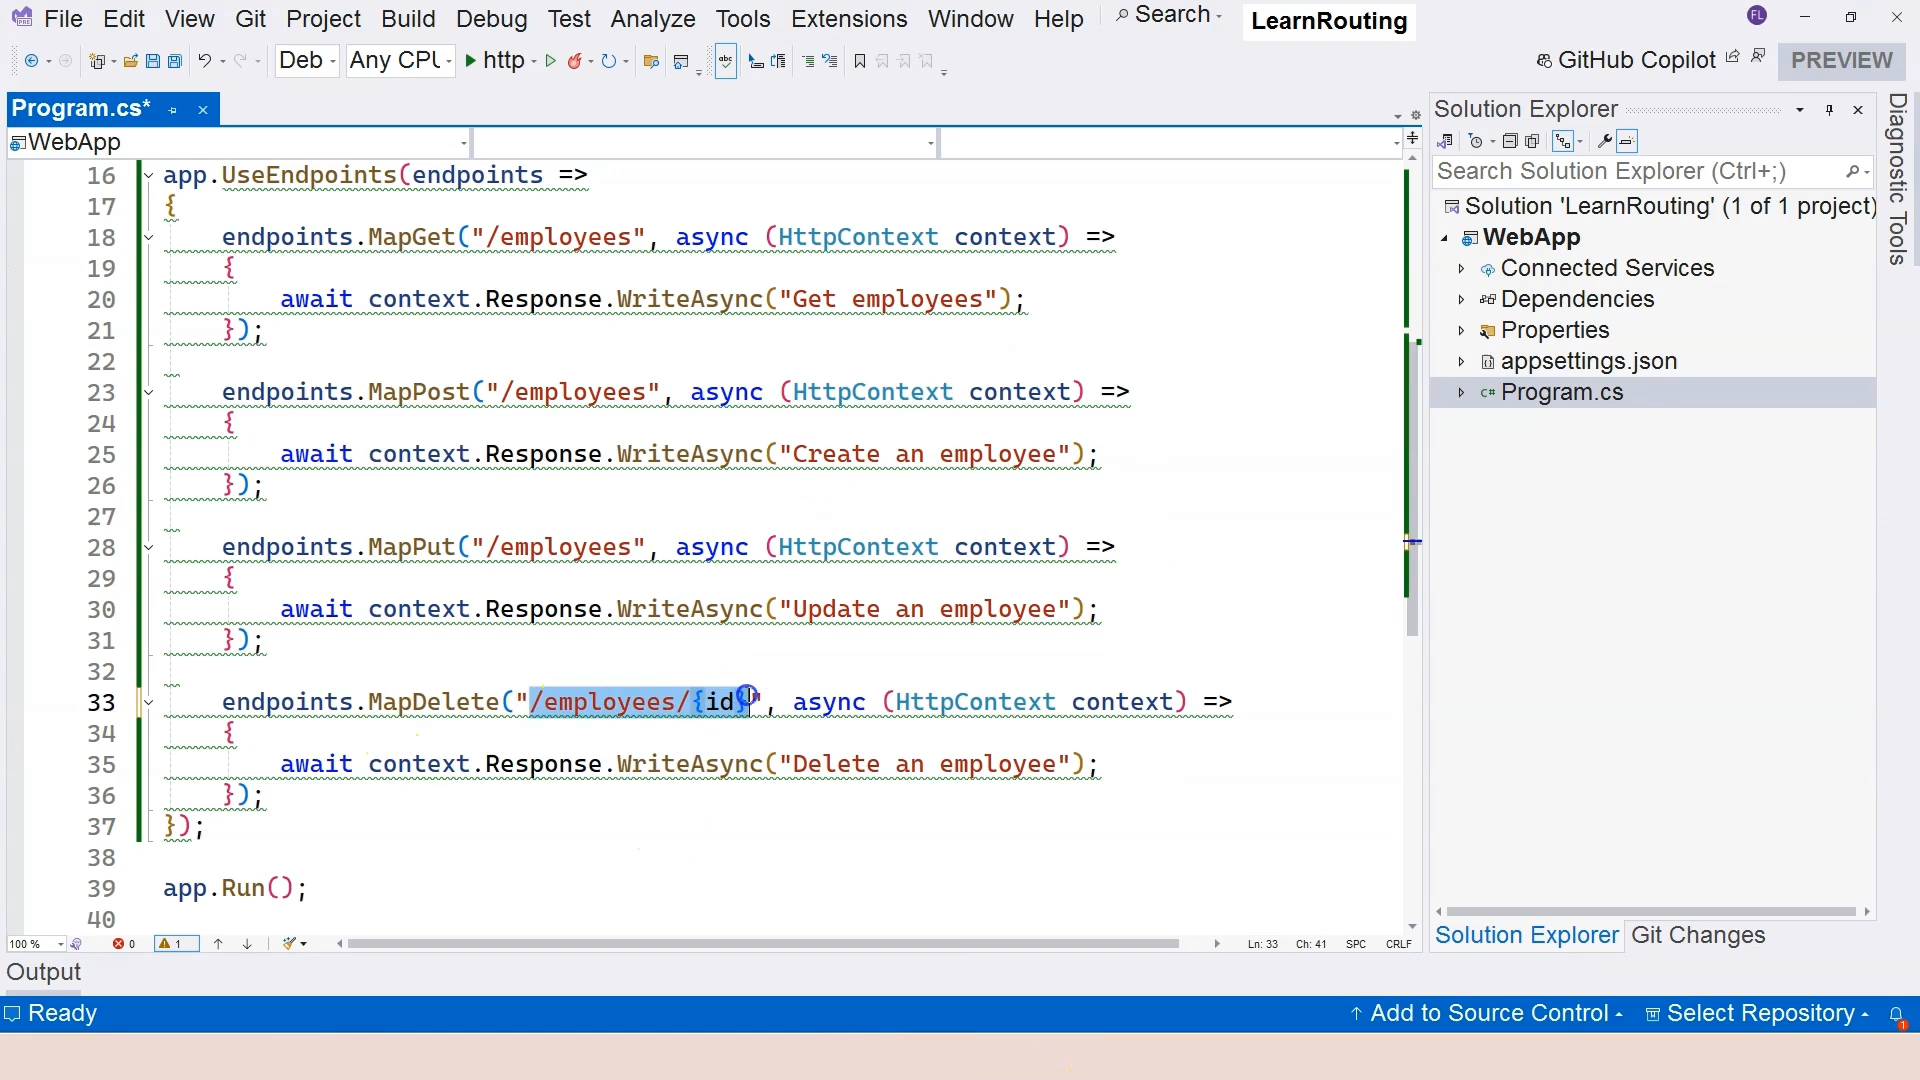 File Edit View Git Project Build Debug Test Analyze Tools Extensions Window Help Search LearnRouting FL
Deb Any CPU http abc GitHub Copilot PREVIEW
Program.cs*
WebApp
16 app.UseEndpoints(endpoints =>
17 {
18 endpoints.MapGet("/employees", async (HttpContext context) =>
19 {
20 await context.Response.WriteAsync("Get employees");
21 });
22
23 endpoints.MapPost("/employees", async (HttpContext context) =>
24 {
25 await context.Response.WriteAsync("Create an employee");
26 });
27
28 endpoints.MapPut("/employees", async (HttpContext context) =>
29 {
30 await context.Response.WriteAsync("Update an employee");
31 });
32
33 endpoints.MapDelete("/employees/{id}", async (HttpContext context) =>
34 {
35 await context.Response.WriteAsync("Delete an employee");
36 });
37 });
38
39 app.Run();
40
100 % 0 1 Ln: 33 Ch: 41 SPC CRLF
Solution Explorer
Search Solution Explorer (Ctrl+;)
Solution 'LearnRouting' (1 of 1 project)
WebApp
Connected Services
Dependencies
Properties
appsettings.json
C# Program.cs
Solution Explorer Git Changes
Diagnostic Tools
Output
Ready Add to Source Control Select Repository 1